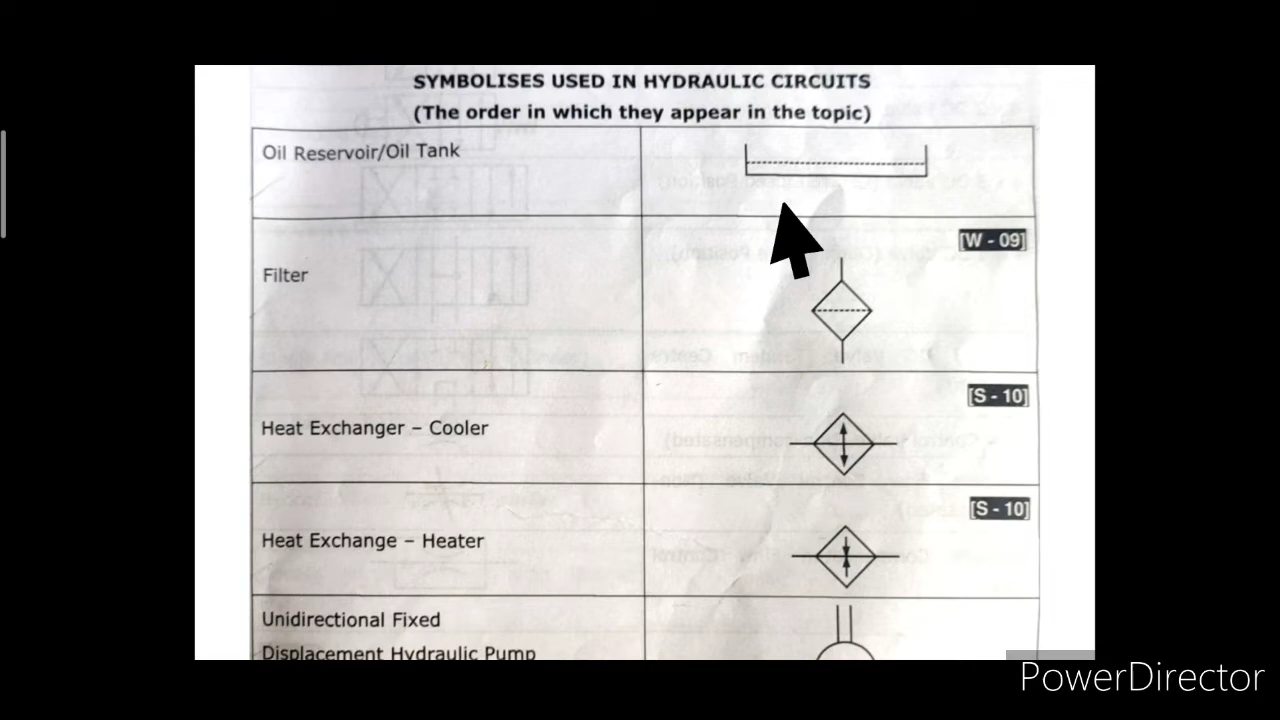 SYMBOLISES USED IN HYDRAULIC CIRCUITS
(The order in which they appear in the topic)
Oil Reservoir/Oil Tank
[W - 09]
Filter
[S - 10]
Heat Exchanger – Cooler
[S - 10]
Heat Exchange – Heater
Unidirectional Fixed
Displacement Hydraulic Pump
PowerDirector